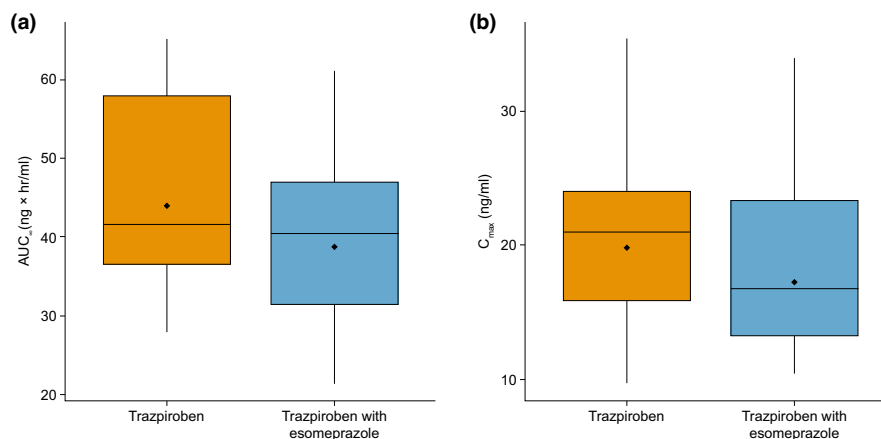 (a)
AUC∞(ng × hr/ml)
60
50
40
30
20
Trazpiroben
Trazpiroben with
esomeprazole
(b)
Cmax (ng/ml)
30
20
10
Trazpiroben
Trazpiroben with
esomeprazole